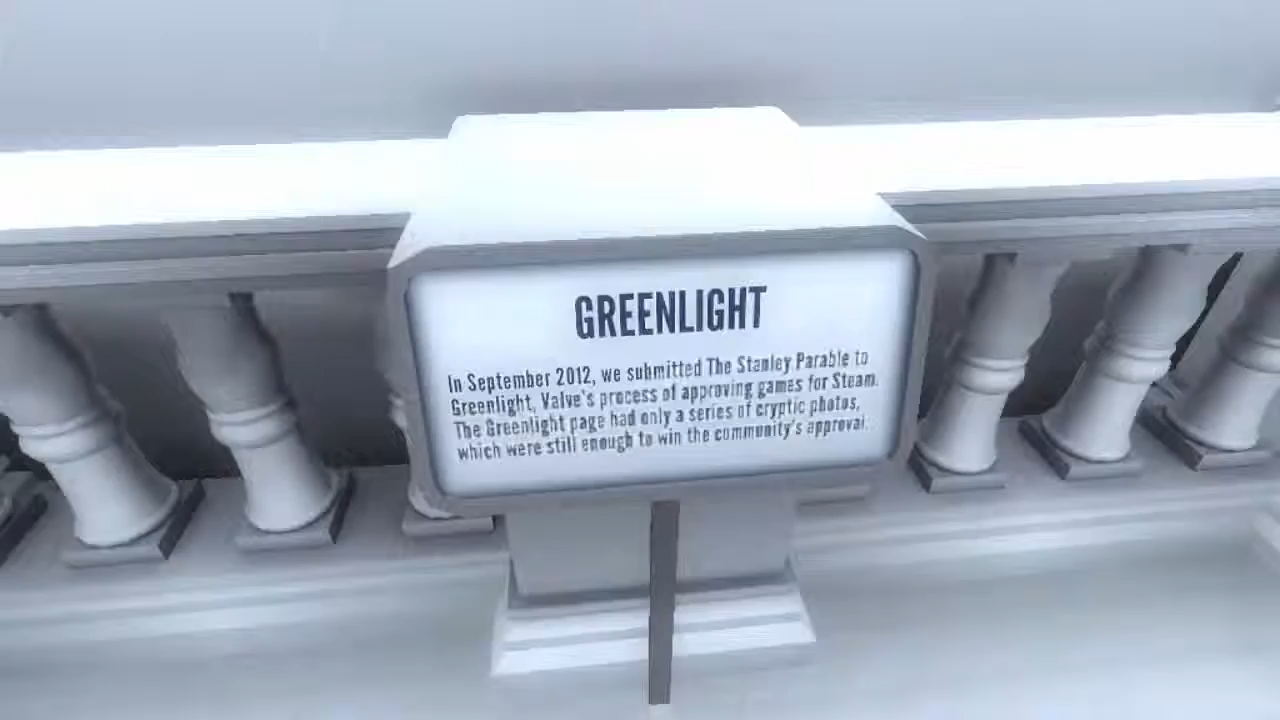 GREENLIGHT
In September 2012, we submitted The Stanley Parable to
Greenlight, Valve's process of approving games for Steam.
The Greenlight page had only a series of cryptic photos,
which were still enough to win the community's approval.